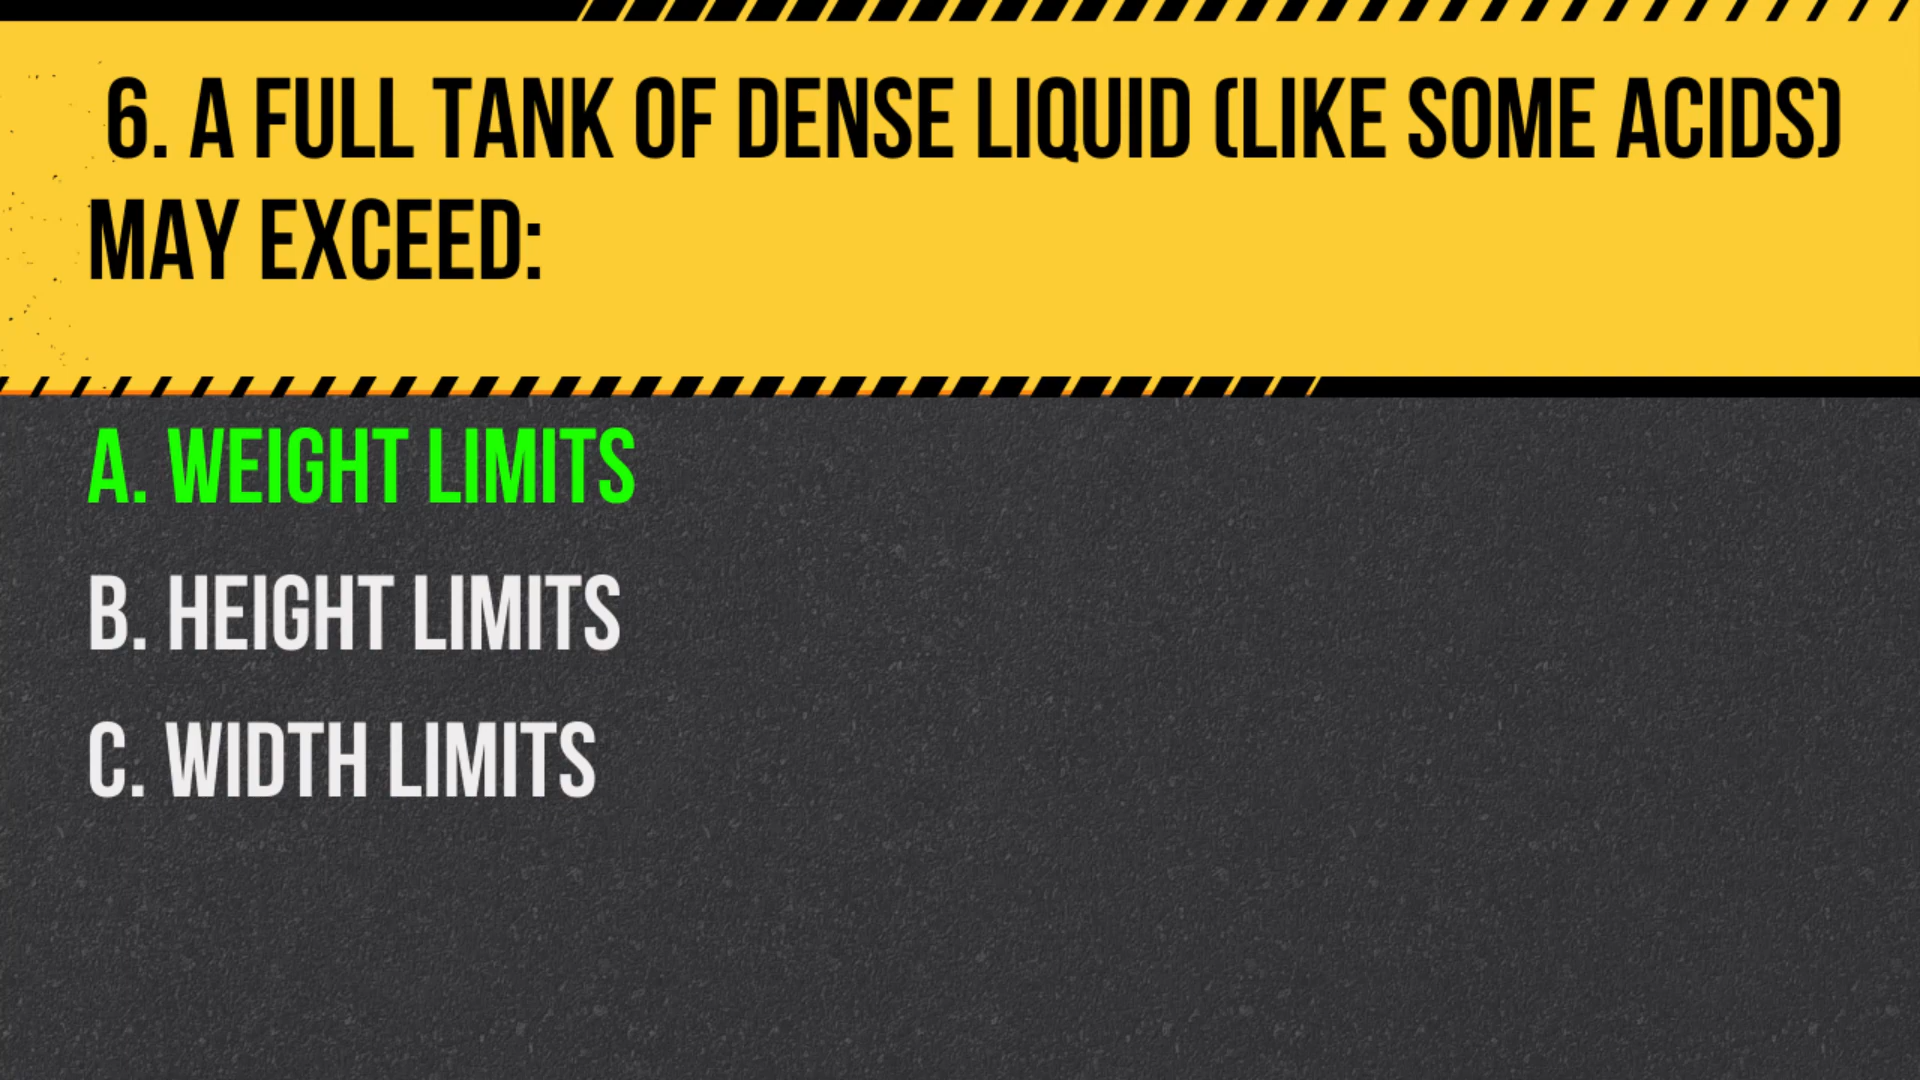 6. A FULL TANK OF DENSE LIQUID (LIKE SOME ACIDS)
MAY EXCEED:
A. WEIGHT LIMITS
B. HEIGHT LIMITS
C. WIDTH LIMITS